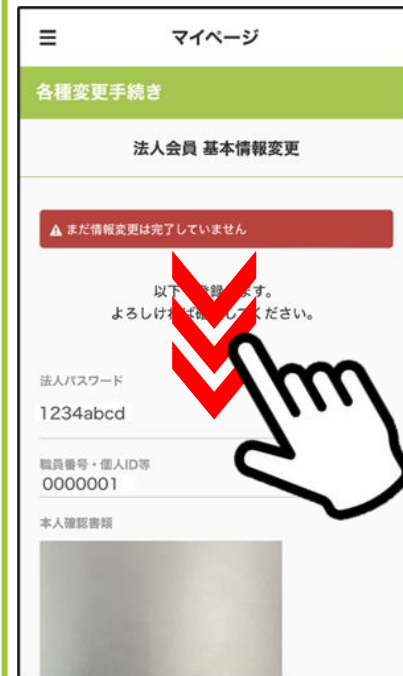 マイページ
各種変更手続き
法人会員 基本情報変更
まだ情報変更は完了していません
以下 登録 ます。
よろしければ確 してください。
法人パスワード
1234abcd
職員番号・個人ID等
0000001
本人確認書類